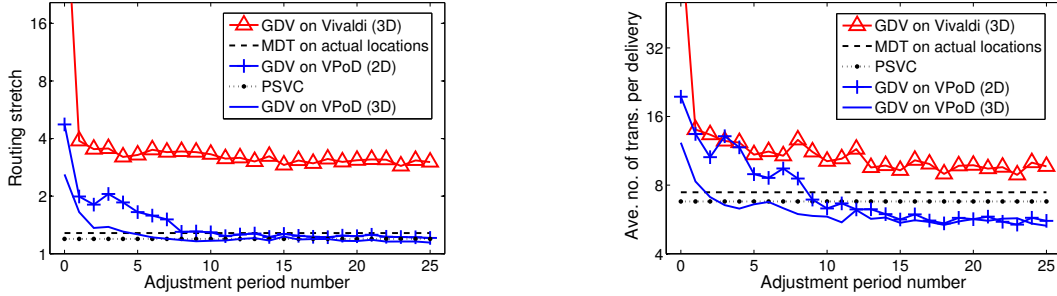 16
8
4
2
1
Routing stretch
GDV on Vivaldi (3D)
MDT on actual locations
GDV on VPoD (2D)
PSVC
GDV on VPoD (3D)
0 5 10 15 20 25
Adjustment period number
32
16
8
4
Ave. no. of trans. per delivery
GDV on Vivaldi (3D)
MDT on actual locations
PSVC
GDV on VPoD (2D)
GDV on VPoD (3D)
0 5 10 15 20 25
Adjustment period number